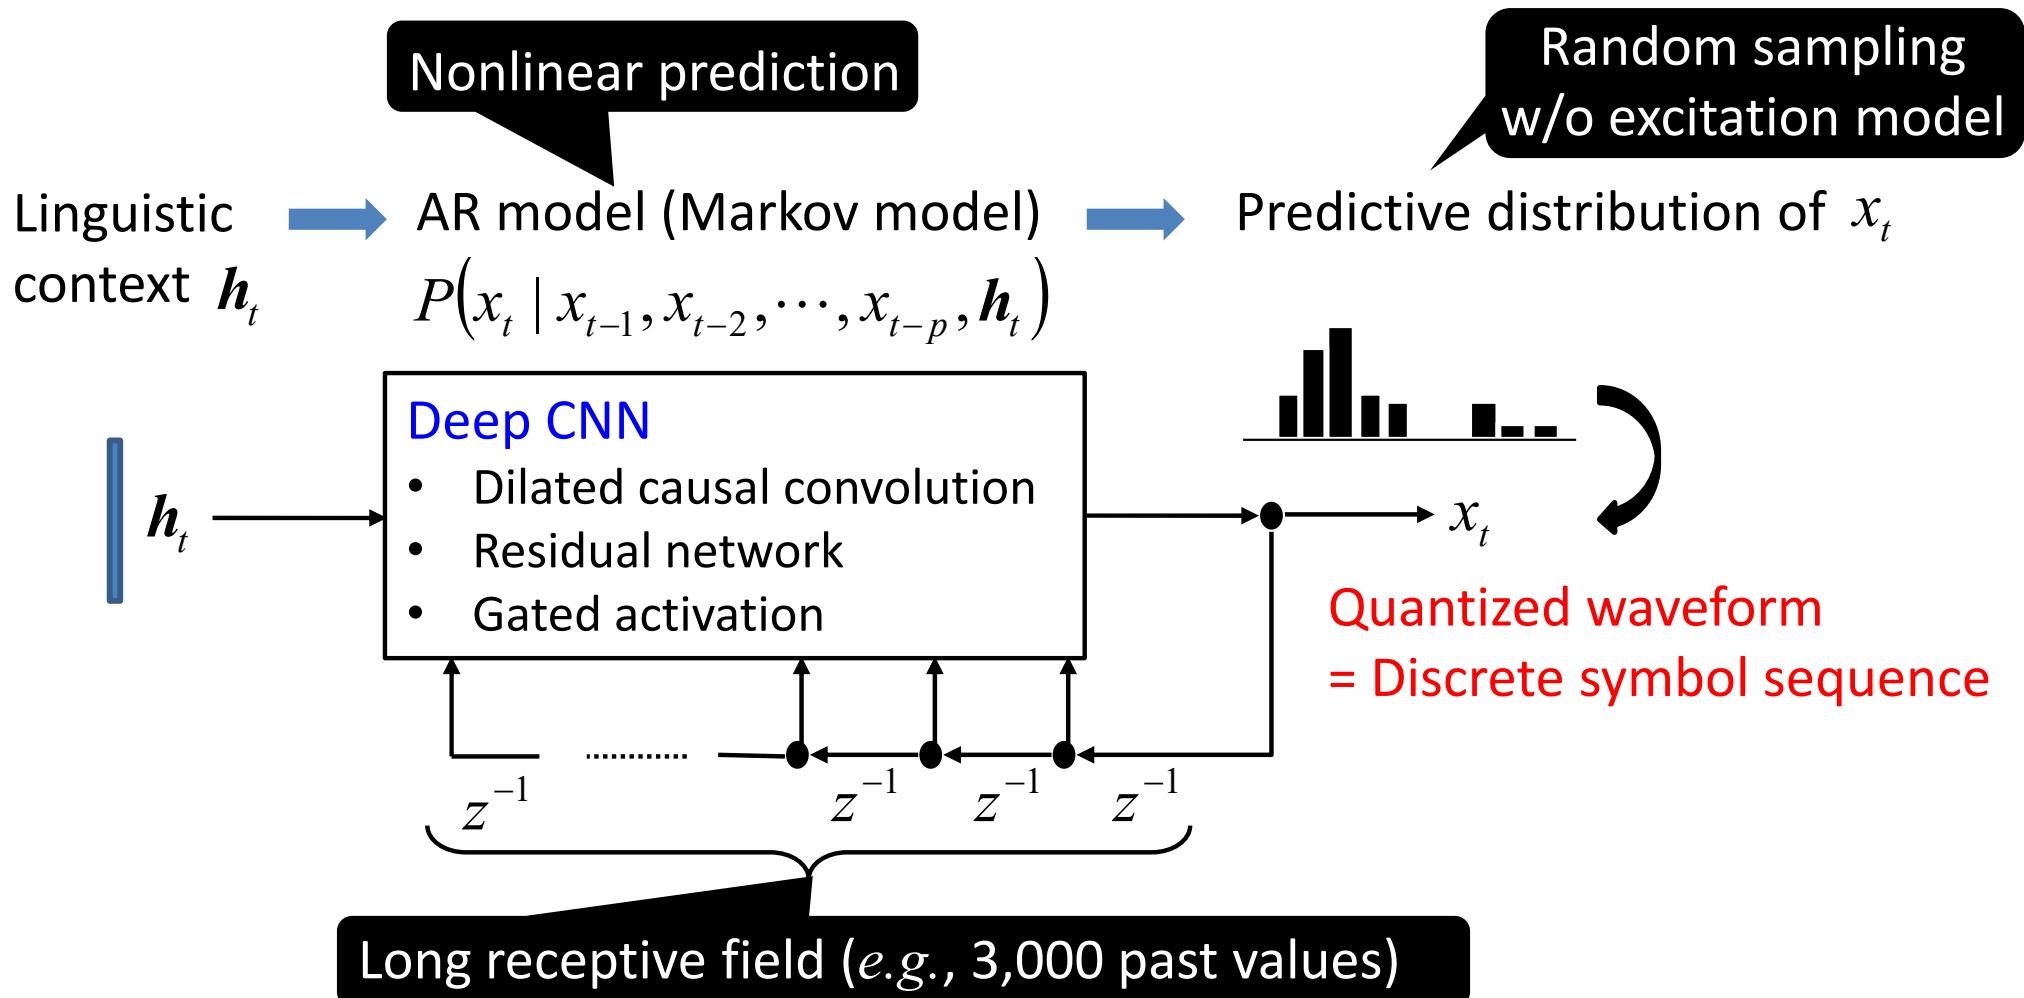 Nonlinear prediction
Random sampling
w/o excitation model
Linguistic
context h_t
AR model (Markov model)
P(x_t | x_{t-1}, x_{t-2}, ⋯, x_{t-p}, h_t)
Predictive distribution of x_t
h_t
Deep CNN
• Dilated causal convolution
• Residual network
• Gated activation
x_t
Quantized waveform
= Discrete symbol sequence
z^{-1} z^{-1} z^{-1} z^{-1}
Long receptive field (e.g., 3,000 past values)